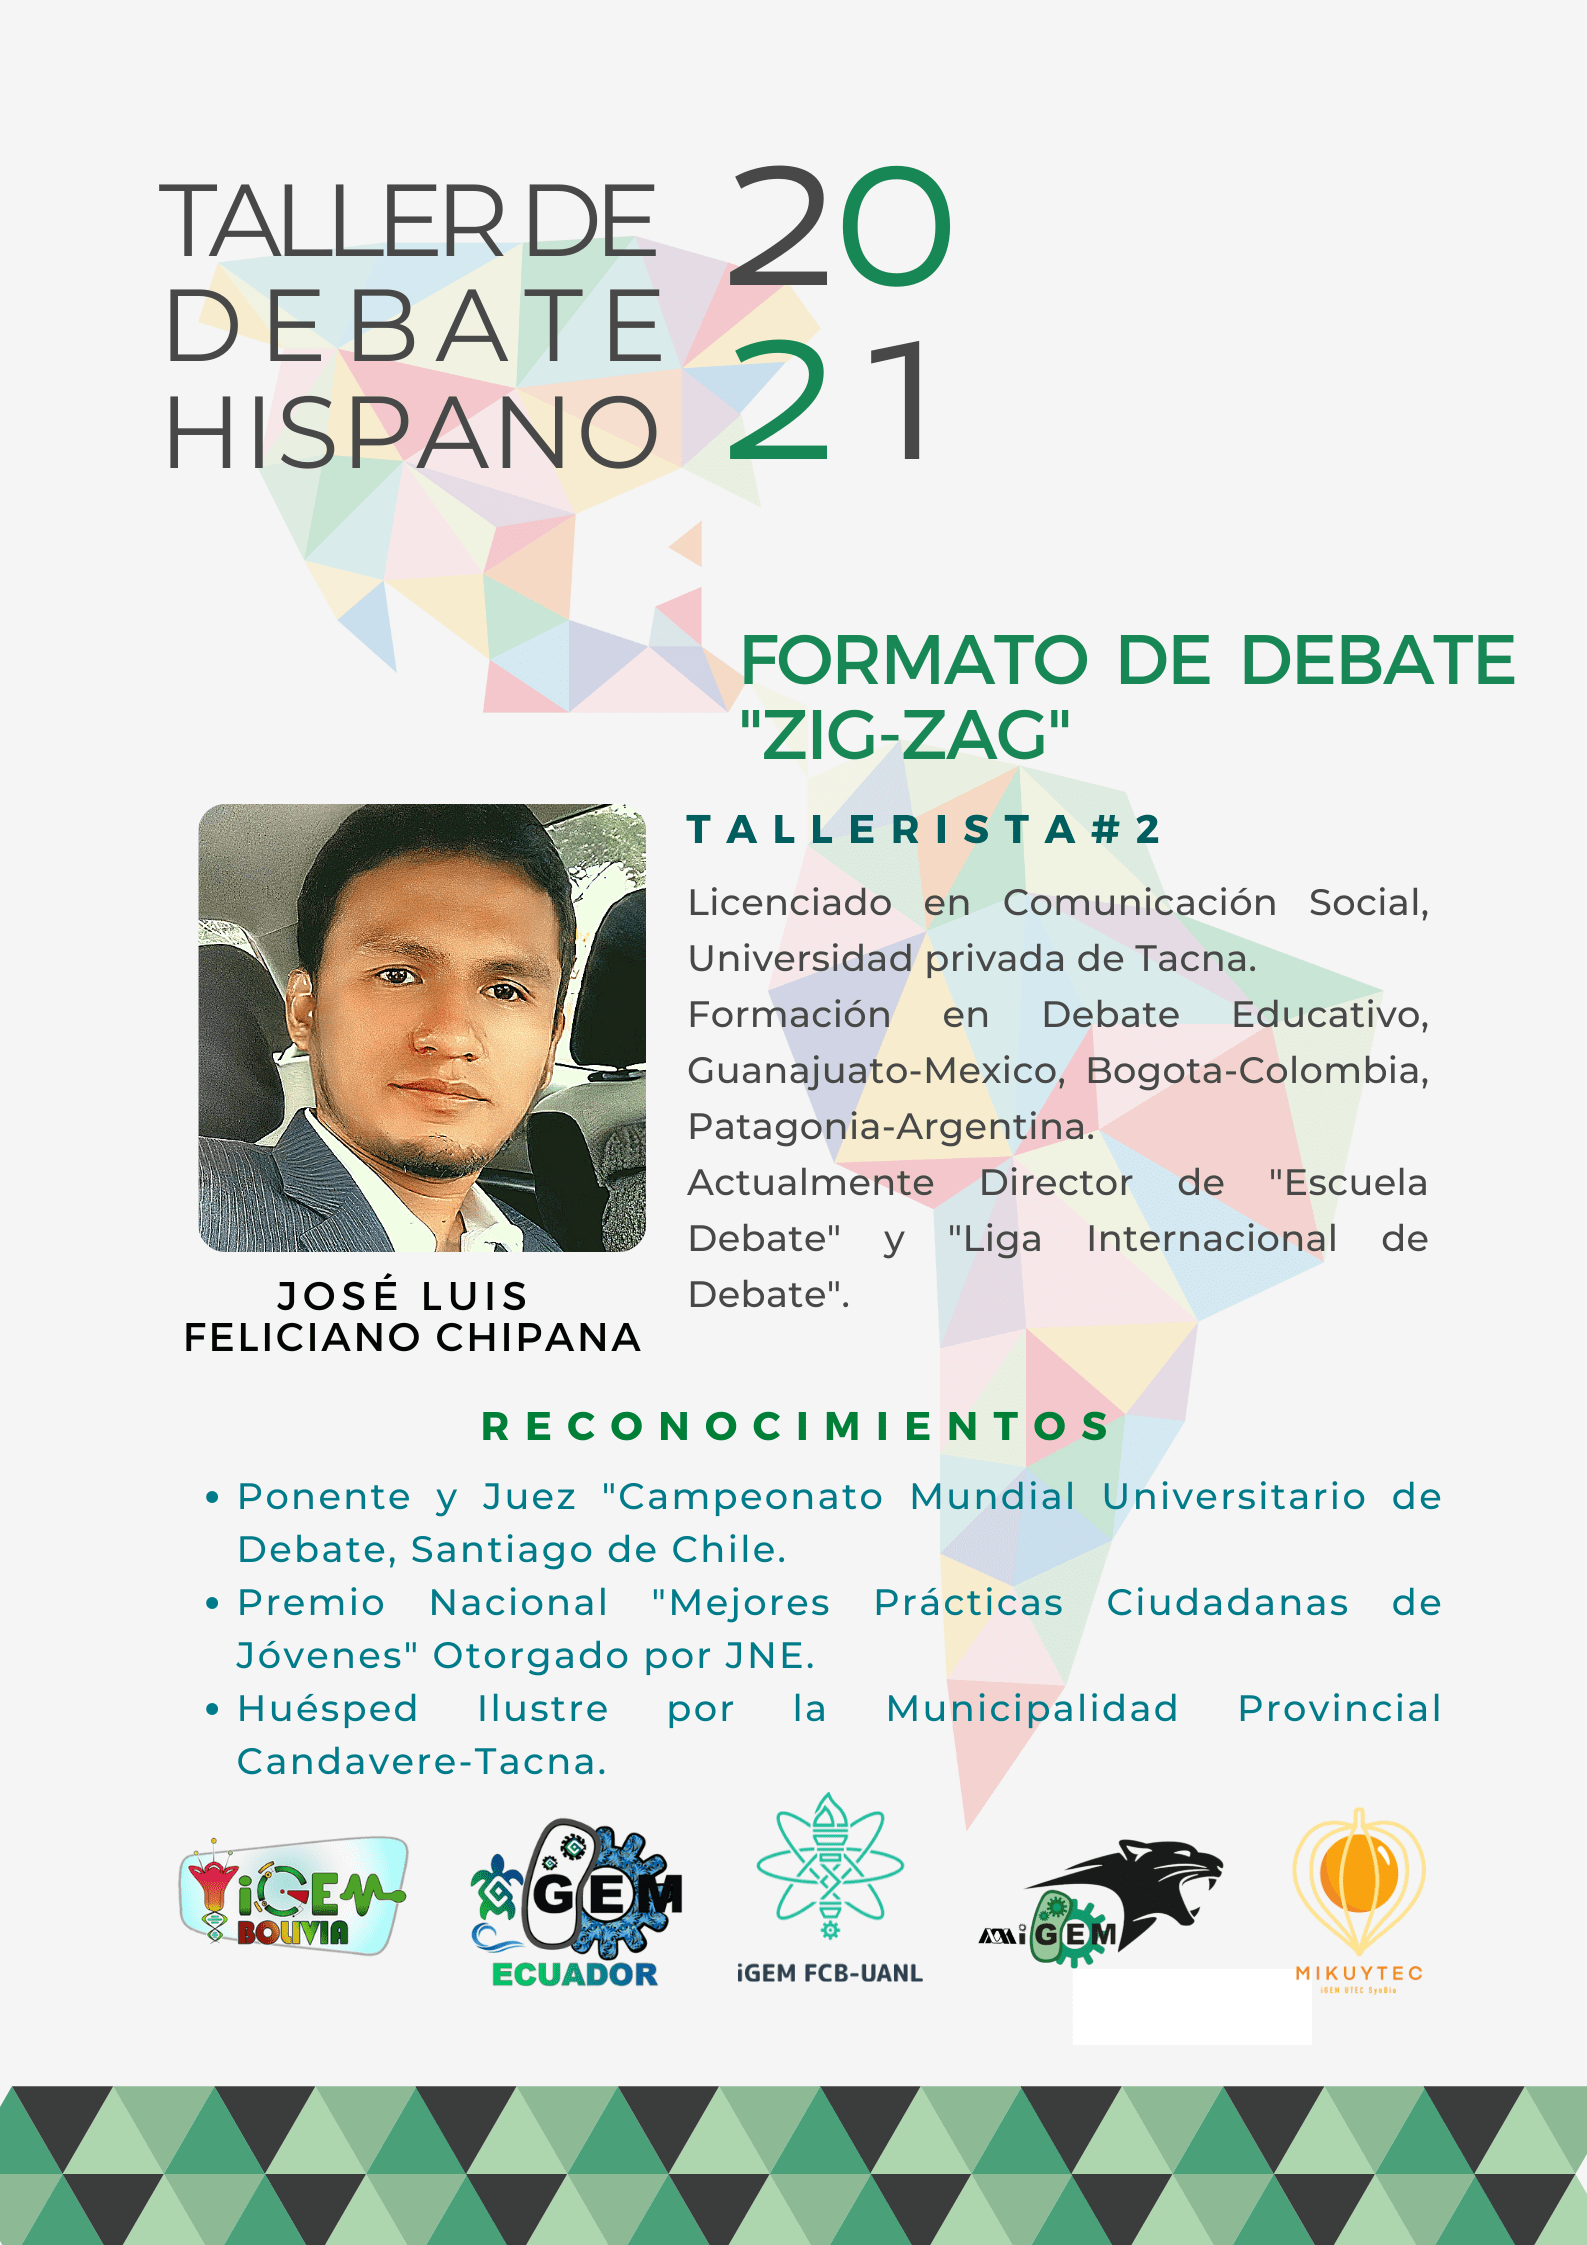 TALLER DE
DEBATE
HISPANO
20
21
FORMATO DE DEBATE
"ZIG-ZAG"
TALLERISTA#2
Licenciado en Comunicación Social,
Universidad privada de Tacna.
Formación en Debate Educativo,
Guanajuato-Mexico, Bogota-Colombia,
Patagonia-Argentina.
Actualmente Director de "Escuela
Debate" y "Liga Internacional de
Debate".
JOSÉ LUIS
FELICIANO CHIPANA
RECONOCIMIENTOS
• Ponente y Juez "Campeonato Mundial Universitario de
Debate, Santiago de Chile.
• Premio Nacional "Mejores Prácticas Ciudadanas de
Jóvenes" Otorgado por JNE.
• Huésped Ilustre por la Municipalidad Provincial
Candavere-Tacna.
iGEM
BOLIVIA
iGEM
ECUADOR
iGEM FCB-UANL
iGEM
MIKUYTEC
iGEM UTEC SynBio